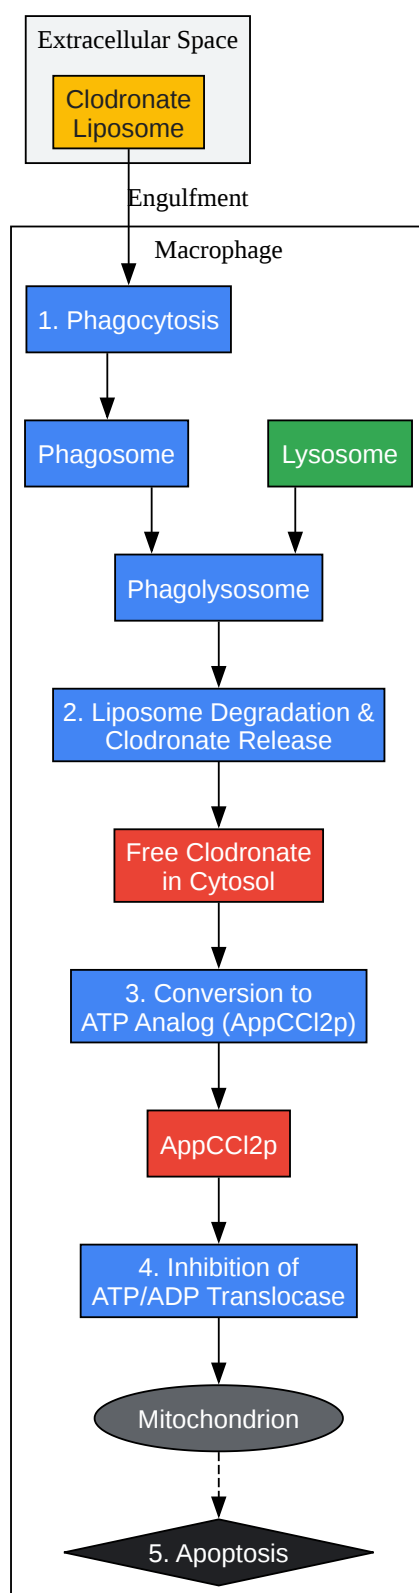 Extracellular Space
Clodronate
Liposome
Engulfment
Macrophage
1. Phagocytosis
Phagosome
Lysosome
Phagolysosome
2. Liposome Degradation &
Clodronate Release
Free Clodronate
in Cytosol
3. Conversion to
ATP Analog (AppCCl2p)
AppCCl2p
4. Inhibition of
ATP/ADP Translocase
Mitochondrion
5. Apoptosis